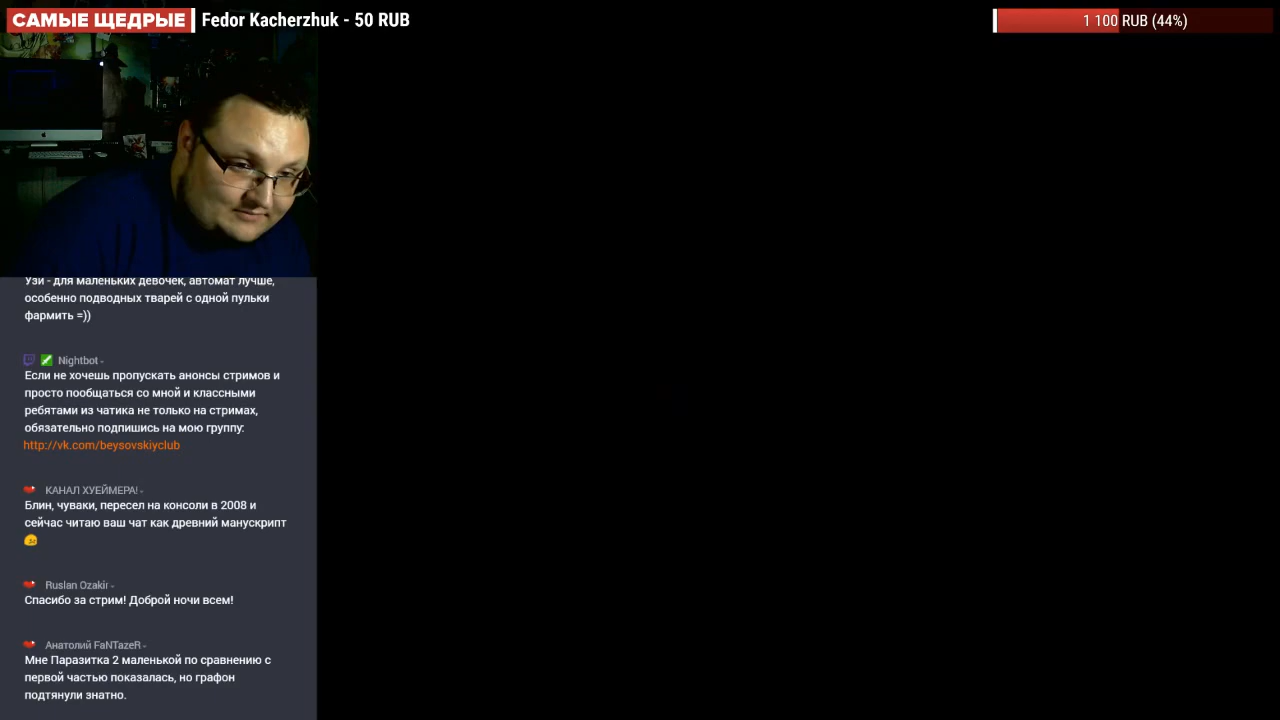 САМЫЕ ЩЕДРЫЕ Fedor Kacherzhuk - 50 RUB
1 100 RUB (44%)
Узи - для маленьких девочек, автомат лучше,
особенно подводных тварей с одной пульки
фармить =))
Nightbot -
Если не хочешь пропускать анонсы стримов и
просто пообщаться со мной и классными
ребятами из чатика не только на стримах,
обязательно подпишись на мою группу:
http://vk.com/beysovskiyclub
КАНАЛ ХУЕЙМЕРА! -
Блин, чуваки, пересел на консоли в 2008 и
сейчас читаю ваш чат как древний манускрипт
Ruslan Ozakir -
Спасибо за стрим! Доброй ночи всем!
Анатолий FaNTazeR -
Мне Паразитка 2 маленькой по сравнению с
первой частью показалась, но графон
подтянули знатно.